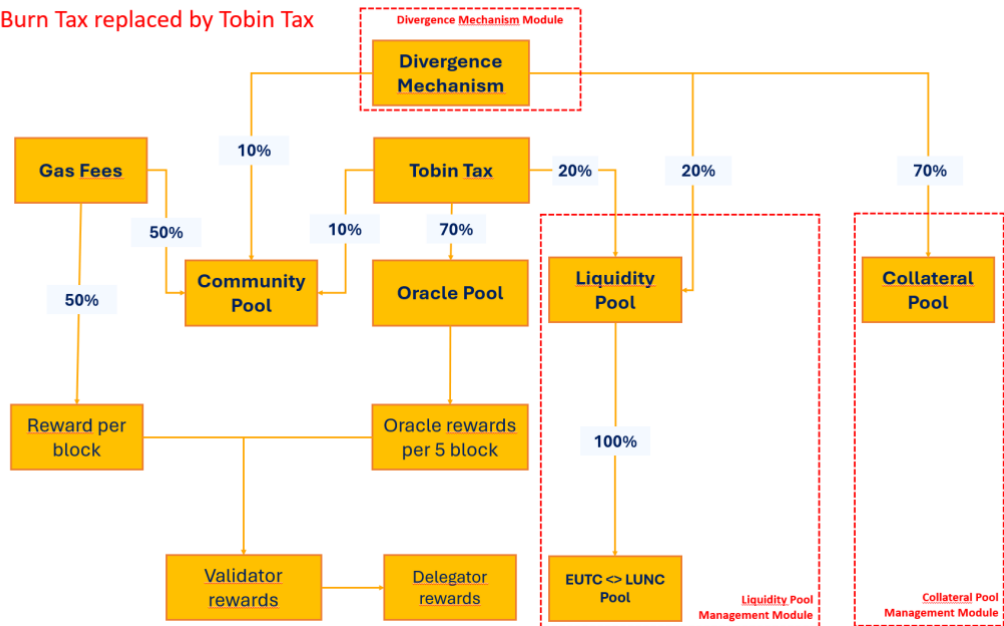 Burn Tax replaced by Tobin Tax
Divergence Mechanism Module
Divergence
Mechanism
10%
20%
70%
Gas Fees
Tobin Tax
20%
50%
10%
70%
50%
Community
Pool
Oracle Pool
Liquidity
Pool
Collateral
Pool
Reward per
block
Oracle rewards
per 5 block
100%
Validator
rewards
Delegator
rewards
EUTC <> LUNC
Pool
Liquidity Pool
Management Module
Collateral Pool
Management Module